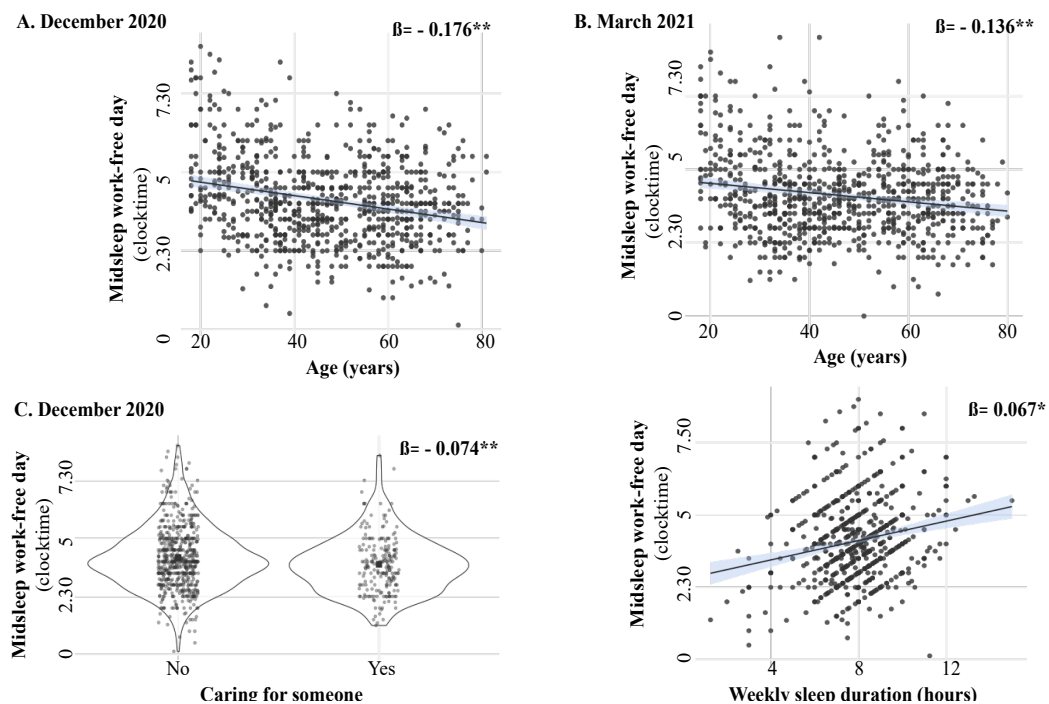 A. December 2020
ß= - 0.176**
Midsleep work-free day
(clocktime)
7.30
5
2.30
0
20
40
60
80
Age (years)
B. March 2021
ß= - 0.136**
Midsleep work-free day
(clocktime)
7.30
5
2.30
0
20
40
60
80
Age (years)
C. December 2020
ß= - 0.074**
Midsleep work-free day
(clocktime)
7.30
5
2.30
0
No
Yes
Caring for someone
ß= 0.067*
Midsleep work-free day
(clocktime)
7.50
5
2.30
0
4
8
12
Weekly sleep duration (hours)